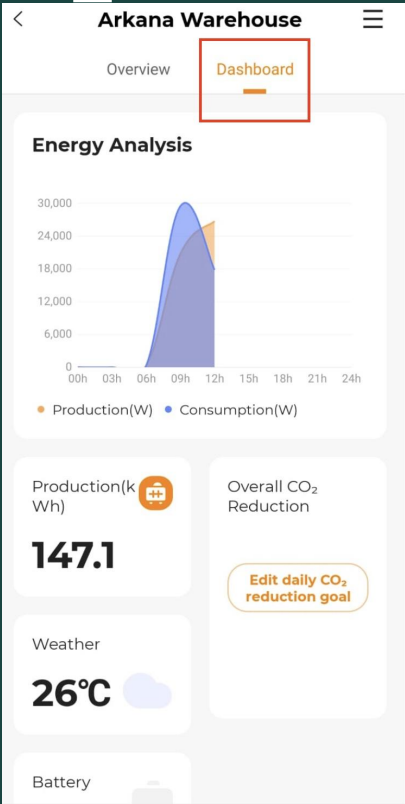 Arkana Warehouse
Overview
Dashboard
Energy Analysis
30,000
24,000
18,000
12,000
6,000
0
00h 03h 06h 09h 12h 15h 18h 21h 24h
Production(W) Consumption(W)
Production(k
Wh)
147.1
Overall CO₂
Reduction
Edit daily CO₂
reduction goal
Weather
26℃
Battery